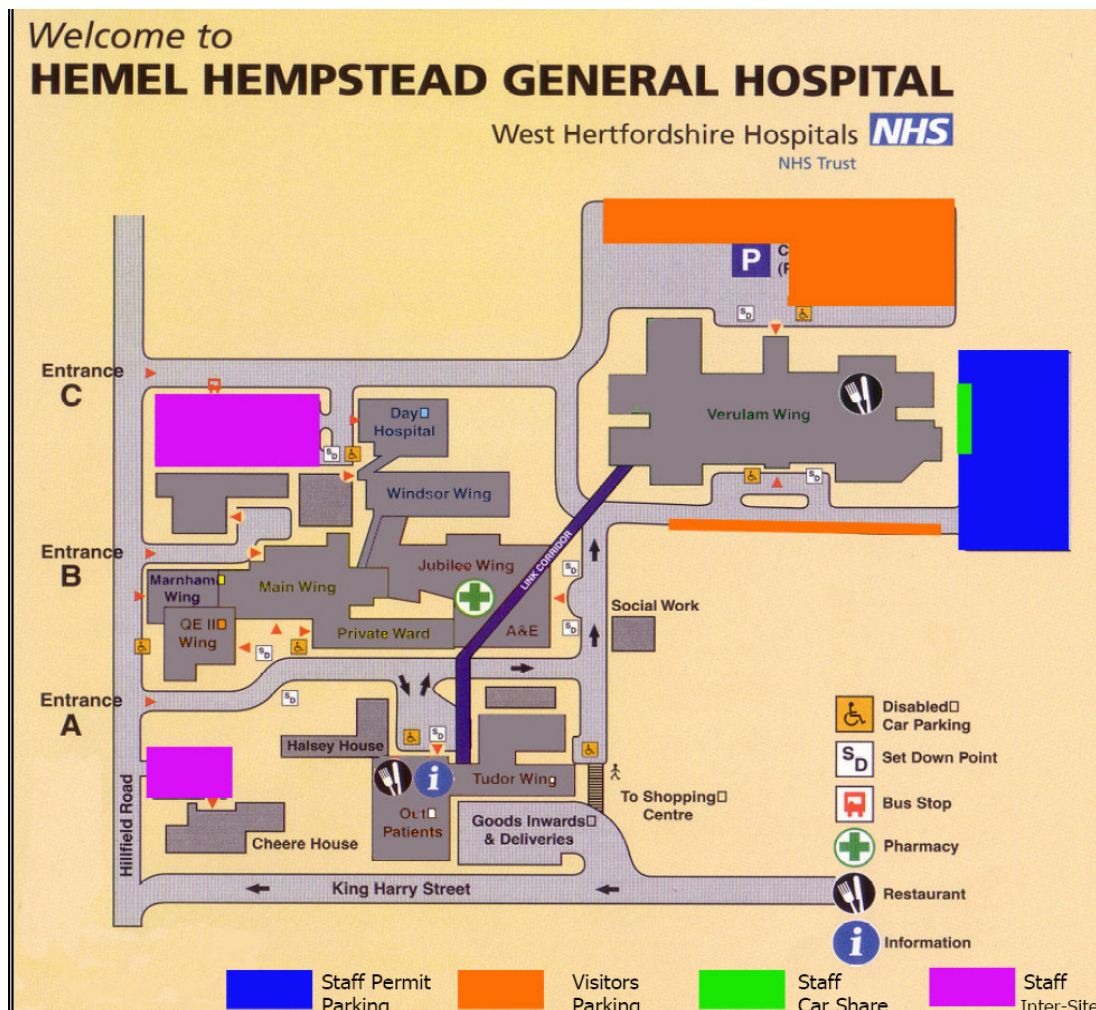 Welcome to
HEMEL HEMPSTEAD GENERAL HOSPITAL
West Hertfordshire Hospitals NHS
NHS Trust
P
C
S D
Entrance
C
Day
Hospital
Verulam Wing
S D
Windsor Wing
S D
LINK CORRIDOR
Entrance
B
Marnham
Wing
Main Wing
Jubilee Wing
S D
Social Work
QE II
Wing
Private Ward
A&E
S D
S D
Entrance
A
S D
Disabled
Car Parking
S D
Set Down Point
Halsey House
S D
i
Tudor Wing
Bus Stop
To Shopping
Centre
Out
Patients
Goods Inwards
& Deliveries
Pharmacy
Cheere House
Hillfield Road
King Harry Street
Restaurant
i
Information
Staff Permit
Parking
Visitors
Parking
Staff
Car Share
Staff
Inter-Site